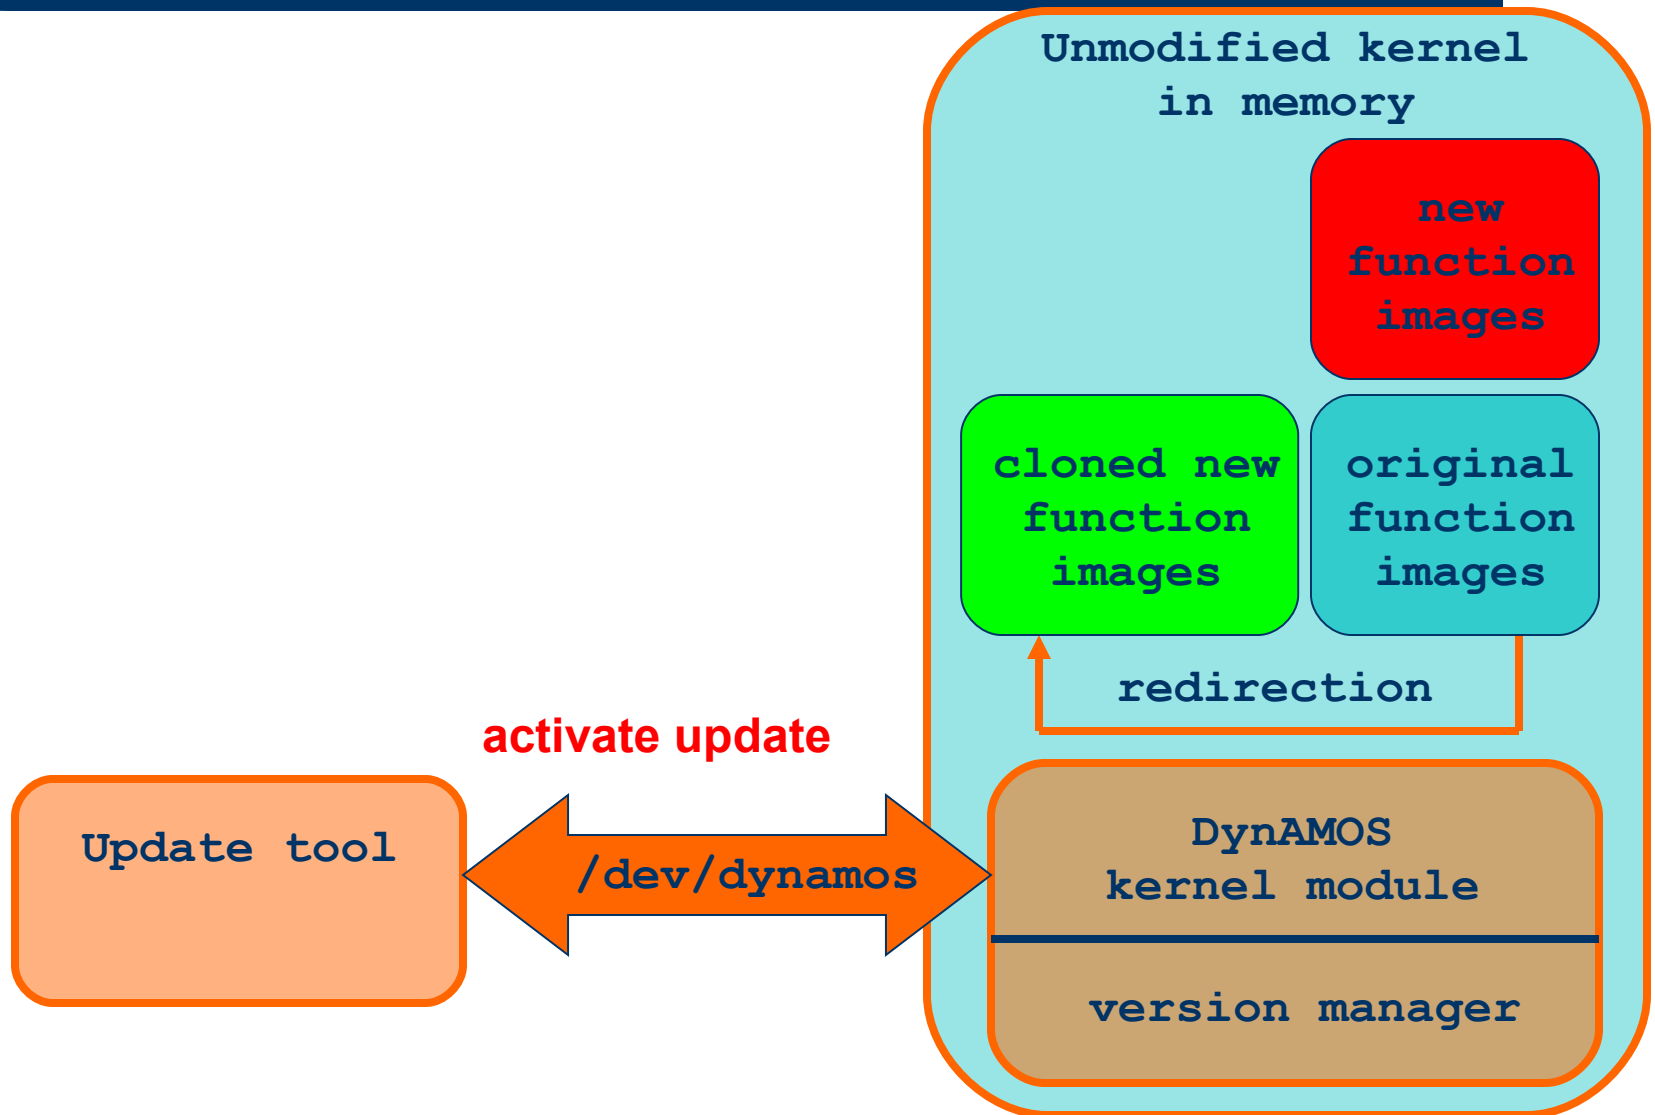 Unmodified kernel
in memory
new
function
images
cloned new
function
images
original
function
images
redirection
activate update
Update tool
/dev/dynamos
DynAMOS
kernel module
version manager